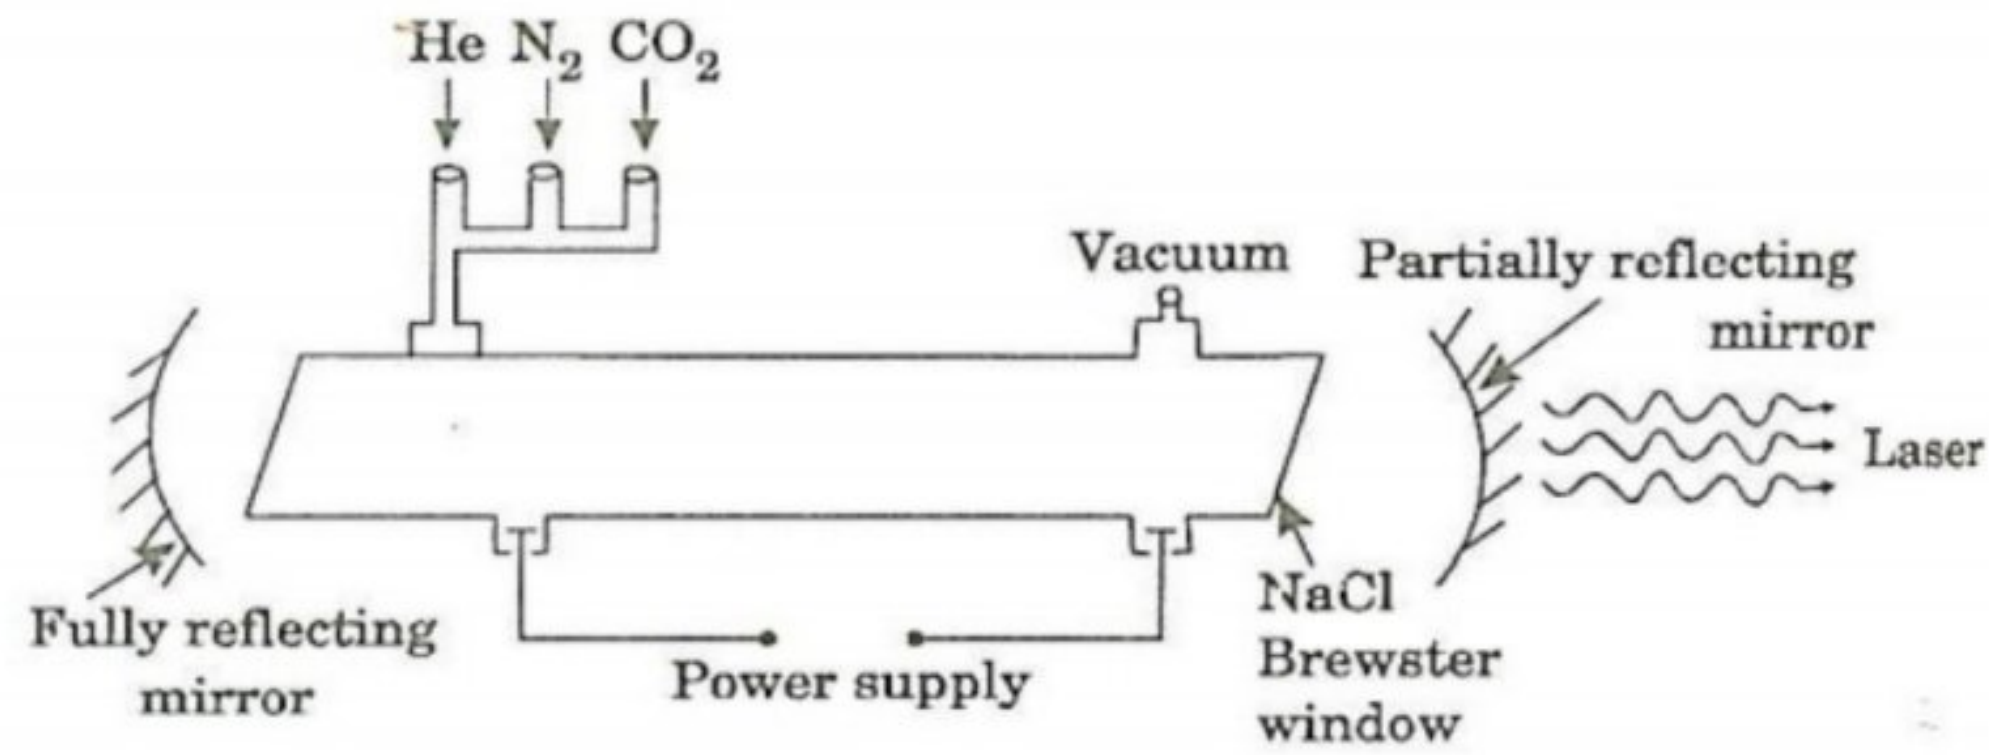 He N₂ CO₂
Vacuum
Partially reflecting
mirror
Laser
NaCl
Brewster
window
Power supply
Fully reflecting
mirror